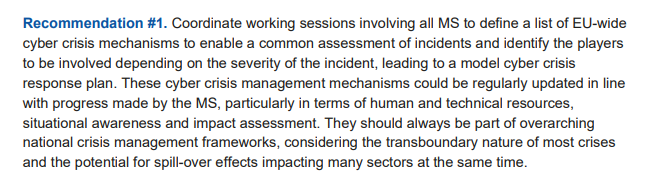 Recommendation #1. Coordinate working sessions involving all MS to define a list of EU-wide
cyber crisis mechanisms to enable a common assessment of incidents and identify the players
to be involved depending on the severity of the incident, leading to a model cyber crisis
response plan. These cyber crisis management mechanisms could be regularly updated in line
with progress made by the MS, particularly in terms of human and technical resources,
situational awareness and impact assessment. They should always be part of overarching
national crisis management frameworks, considering the transboundary nature of most crises
and the potential for spill-over effects impacting many sectors at the same time.